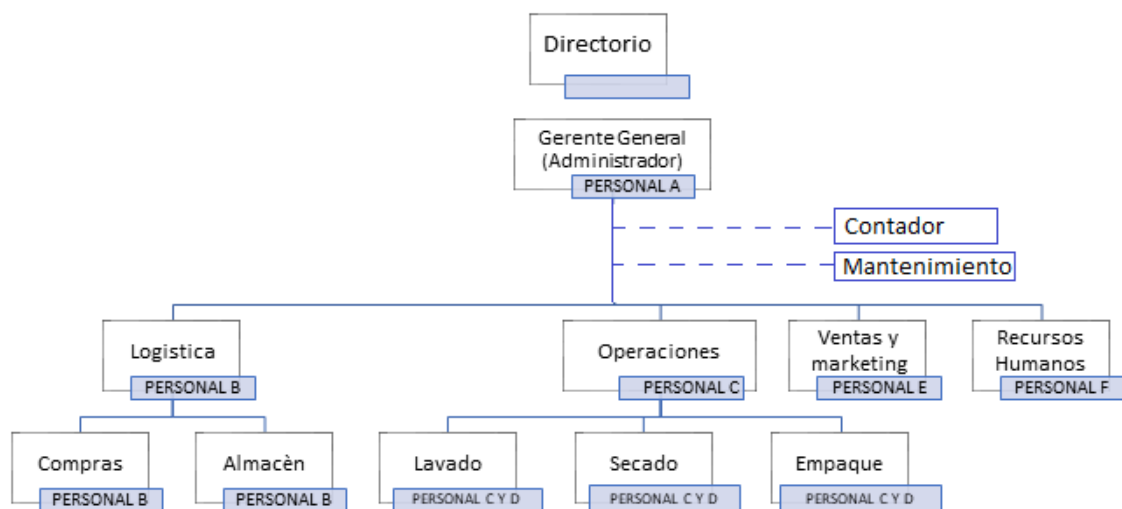 Directorio
Gerente General
(Administrador)
PERSONAL A
Contador
Mantenimiento
Logistica
PERSONAL B
Operaciones
PERSONAL C
Ventas y
marketing
PERSONAL E
Recursos
Humanos
PERSONAL F
Compras
PERSONAL B
Almacèn
PERSONAL B
Lavado
PERSONAL C Y D
Secado
PERSONAL C Y D
Empaque
PERSONAL C Y D